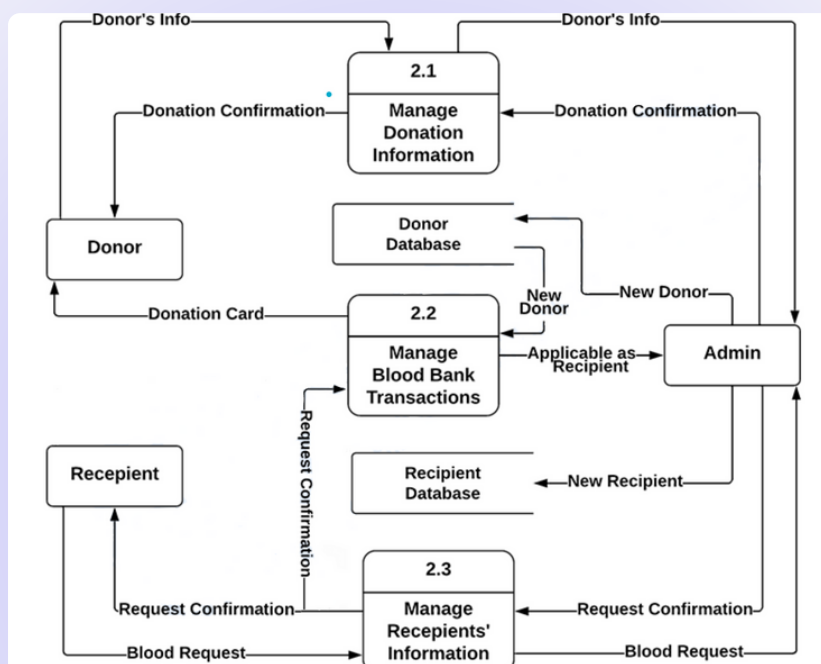 Donor's Info
Donor's Info
2.1
Manage
Donation
Information
Donation Confirmation
Donation Confirmation
Donor
Database
Donor
New Donor
New
Donor
Donation Card
2.2
Manage
Blood Bank
Transactions
Applicable as
Recipient
Admin
Request Confirmation
Recepient
Recipient
Database
New Recipient
2.3
Manage
Recepients'
Information
Request Confirmation
Request Confirmation
Blood Request
Blood Request